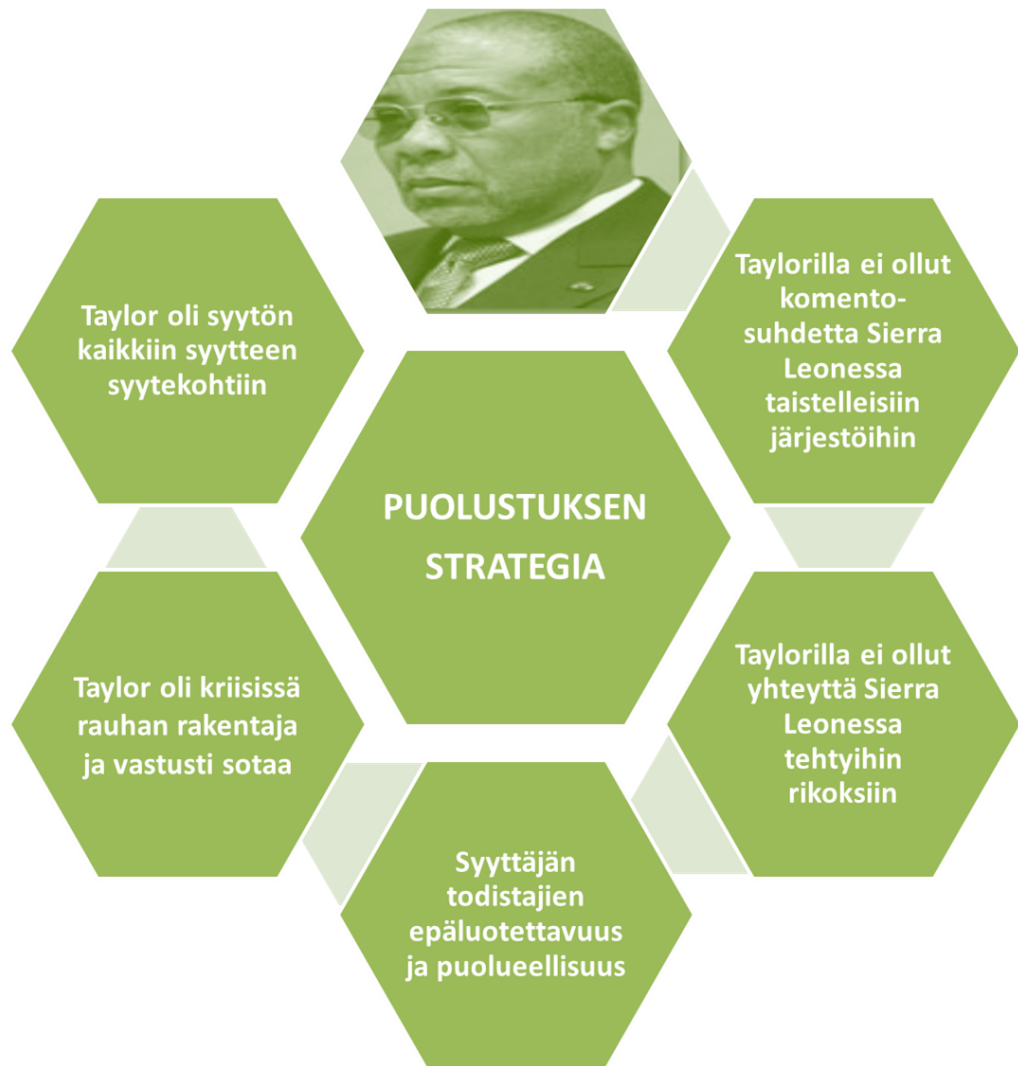 Taylorilla ei ollut
komento-
suhdetta Sierra
Leonessa
taistelleisiin
järjestöihin
Taylor oli syytön
kaikkiin syytteen
syytekohtiin
PUOLUSTUKSEN
STRATEGIA
Taylorilla ei ollut
yhteyttä Sierra
Leonessa
tehtyihin
rikoksiin
Taylor oli kriisissä
rauhan rakentaja
ja vastusti sotaa
Syyttäjän
todistajien
epäluotettavuus
ja puolueellisuus